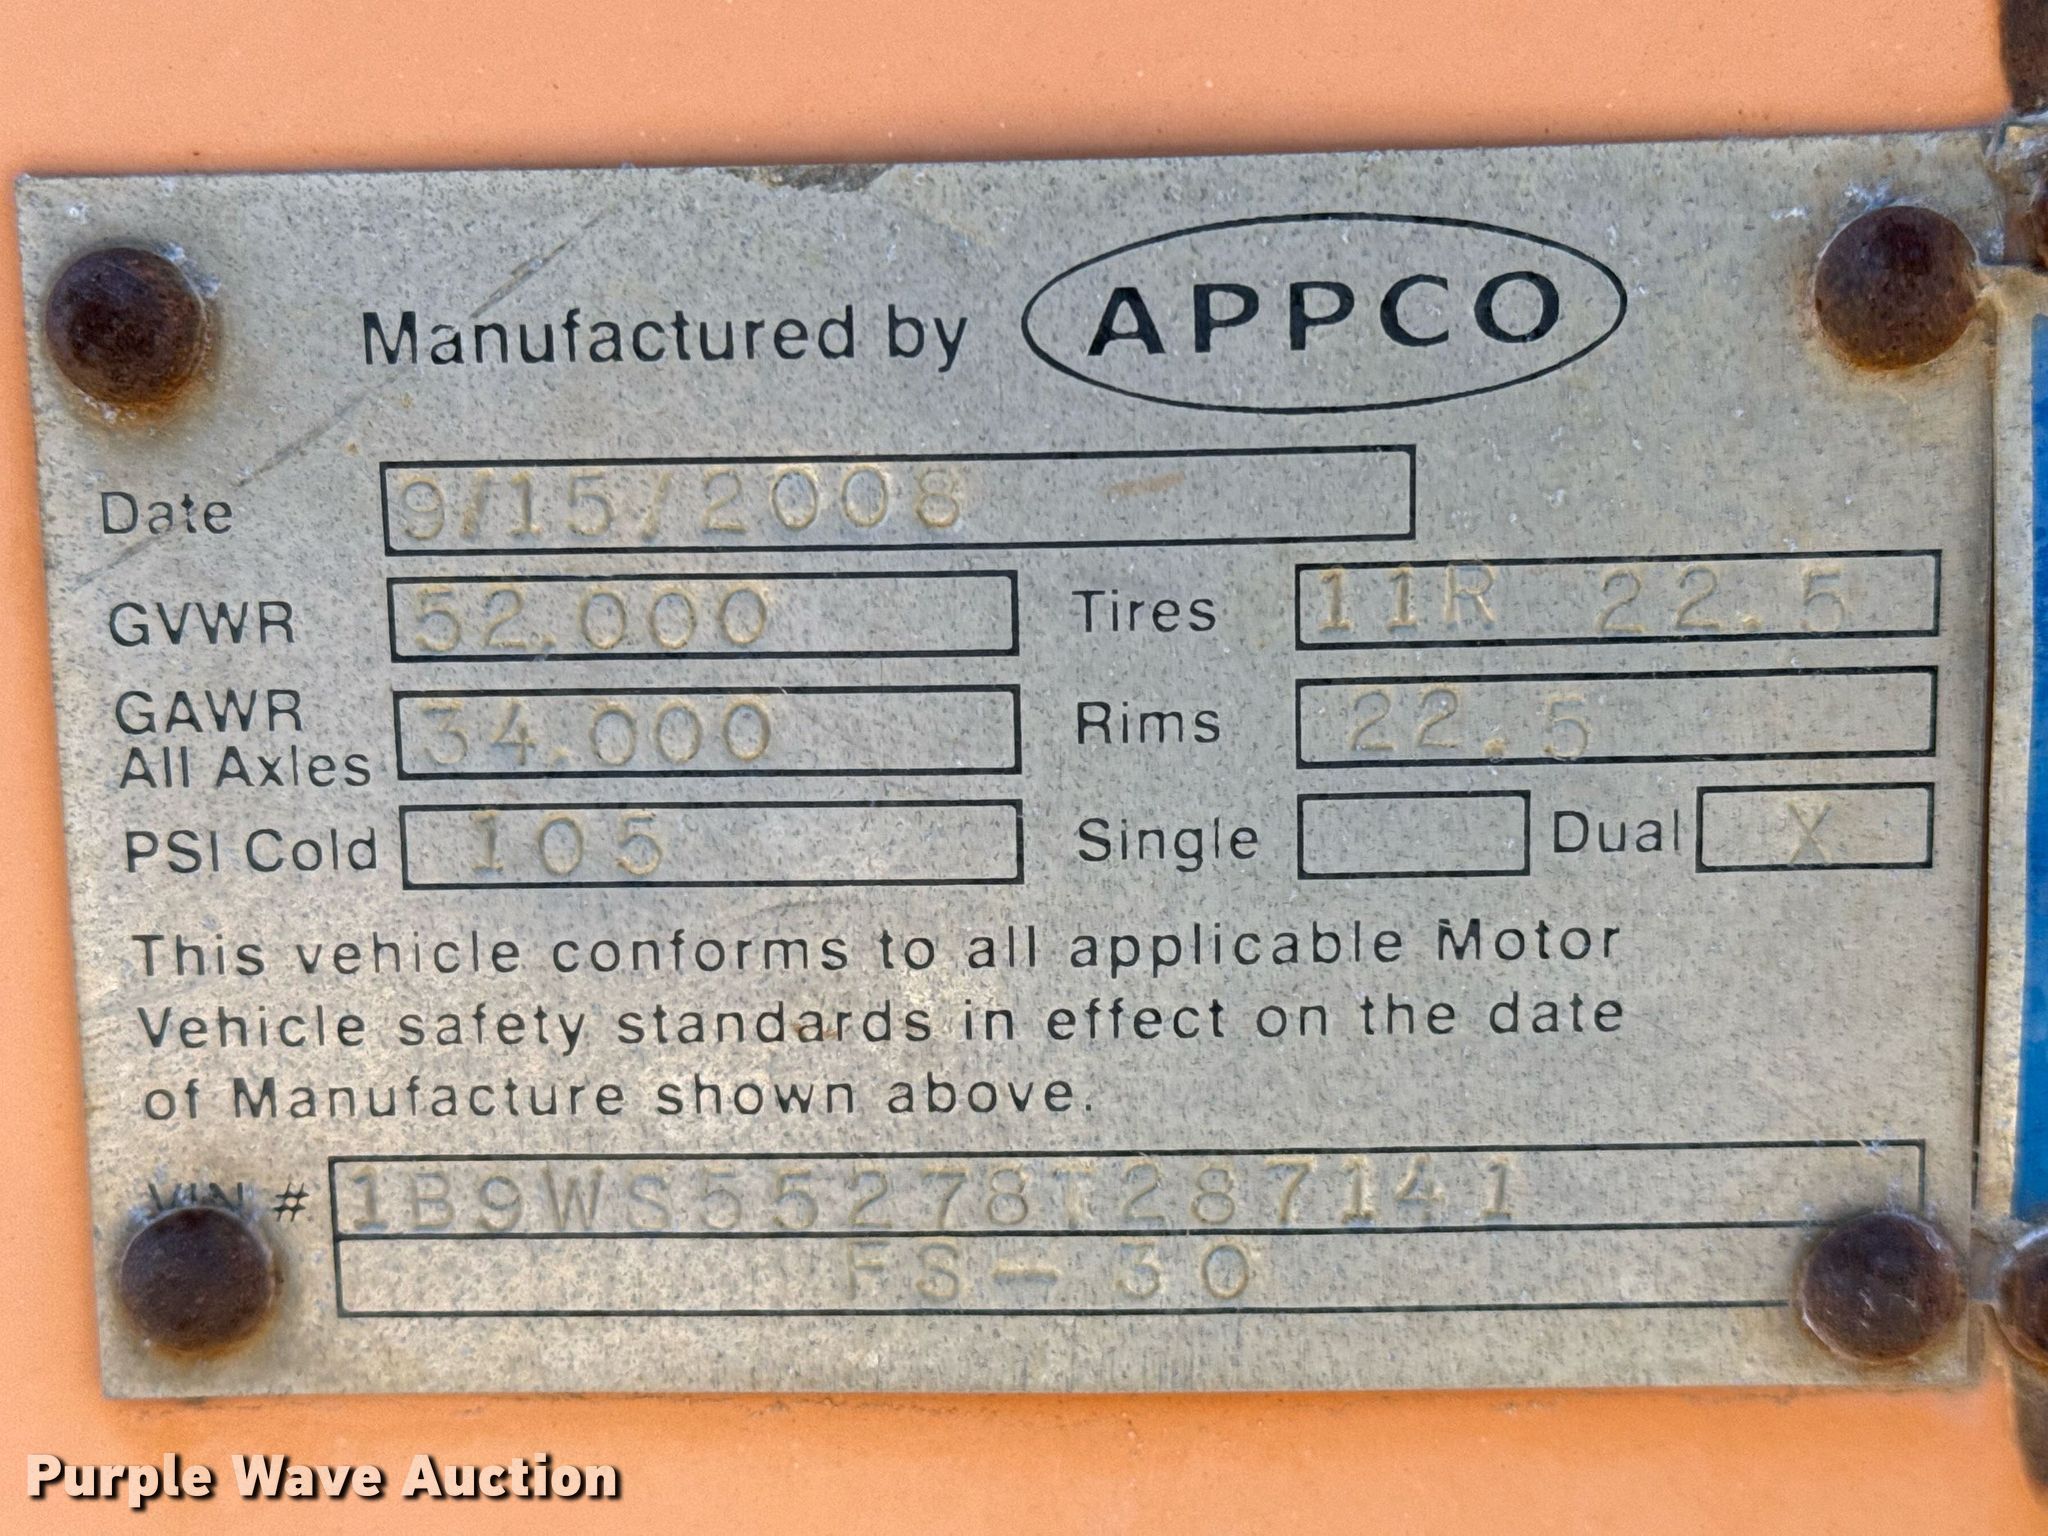 Manufactured by APPCO
Date 9/15/2008
GVWR 52,000 Tires 11R 22.5
GAWR
All Axles 34,000 Rims 22.5
PSI Cold 105 Single Dual X
This vehicle conforms to all applicable Motor
Vehicle safety standards in effect on the date
of Manufacture shown above.
VIN # 1B9WS55278T287141
FS-30
Purple Wave Auction